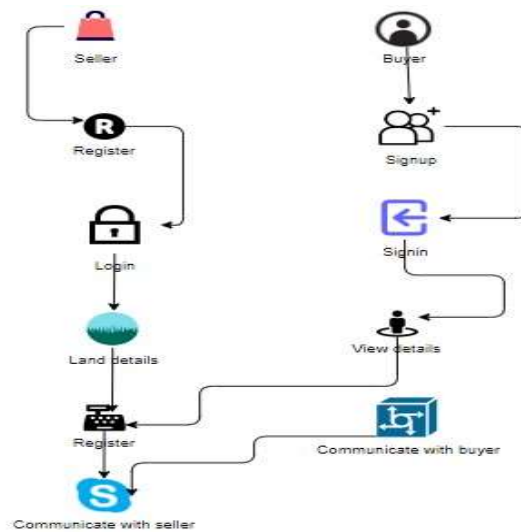 Seller
Buyer
R
Register
Signup
Login
Signin
Land details
View details
Register
Communicate with buyer
S
Communicate with seller